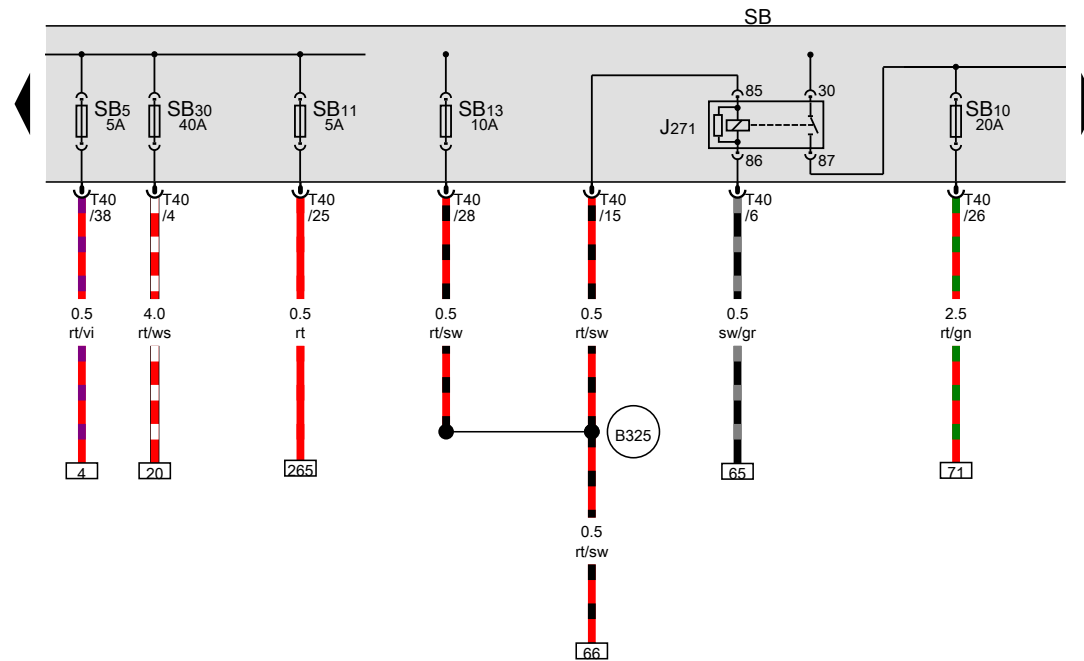 SB
85
30
SB5
5A
SB30
40A
SB11
5A
SB13
10A
J271
SB10
20A
86
87
T40
/38
T40
/4
T40
/25
T40
/28
T40
/15
T40
/6
T40
/26
0.5
rt/vi
4.0
rt/ws
0.5
rt
0.5
rt/sw
0.5
rt/sw
0.5
sw/gr
2.5
rt/gn
B325
4
20
265
65
71
0.5
rt/sw
66